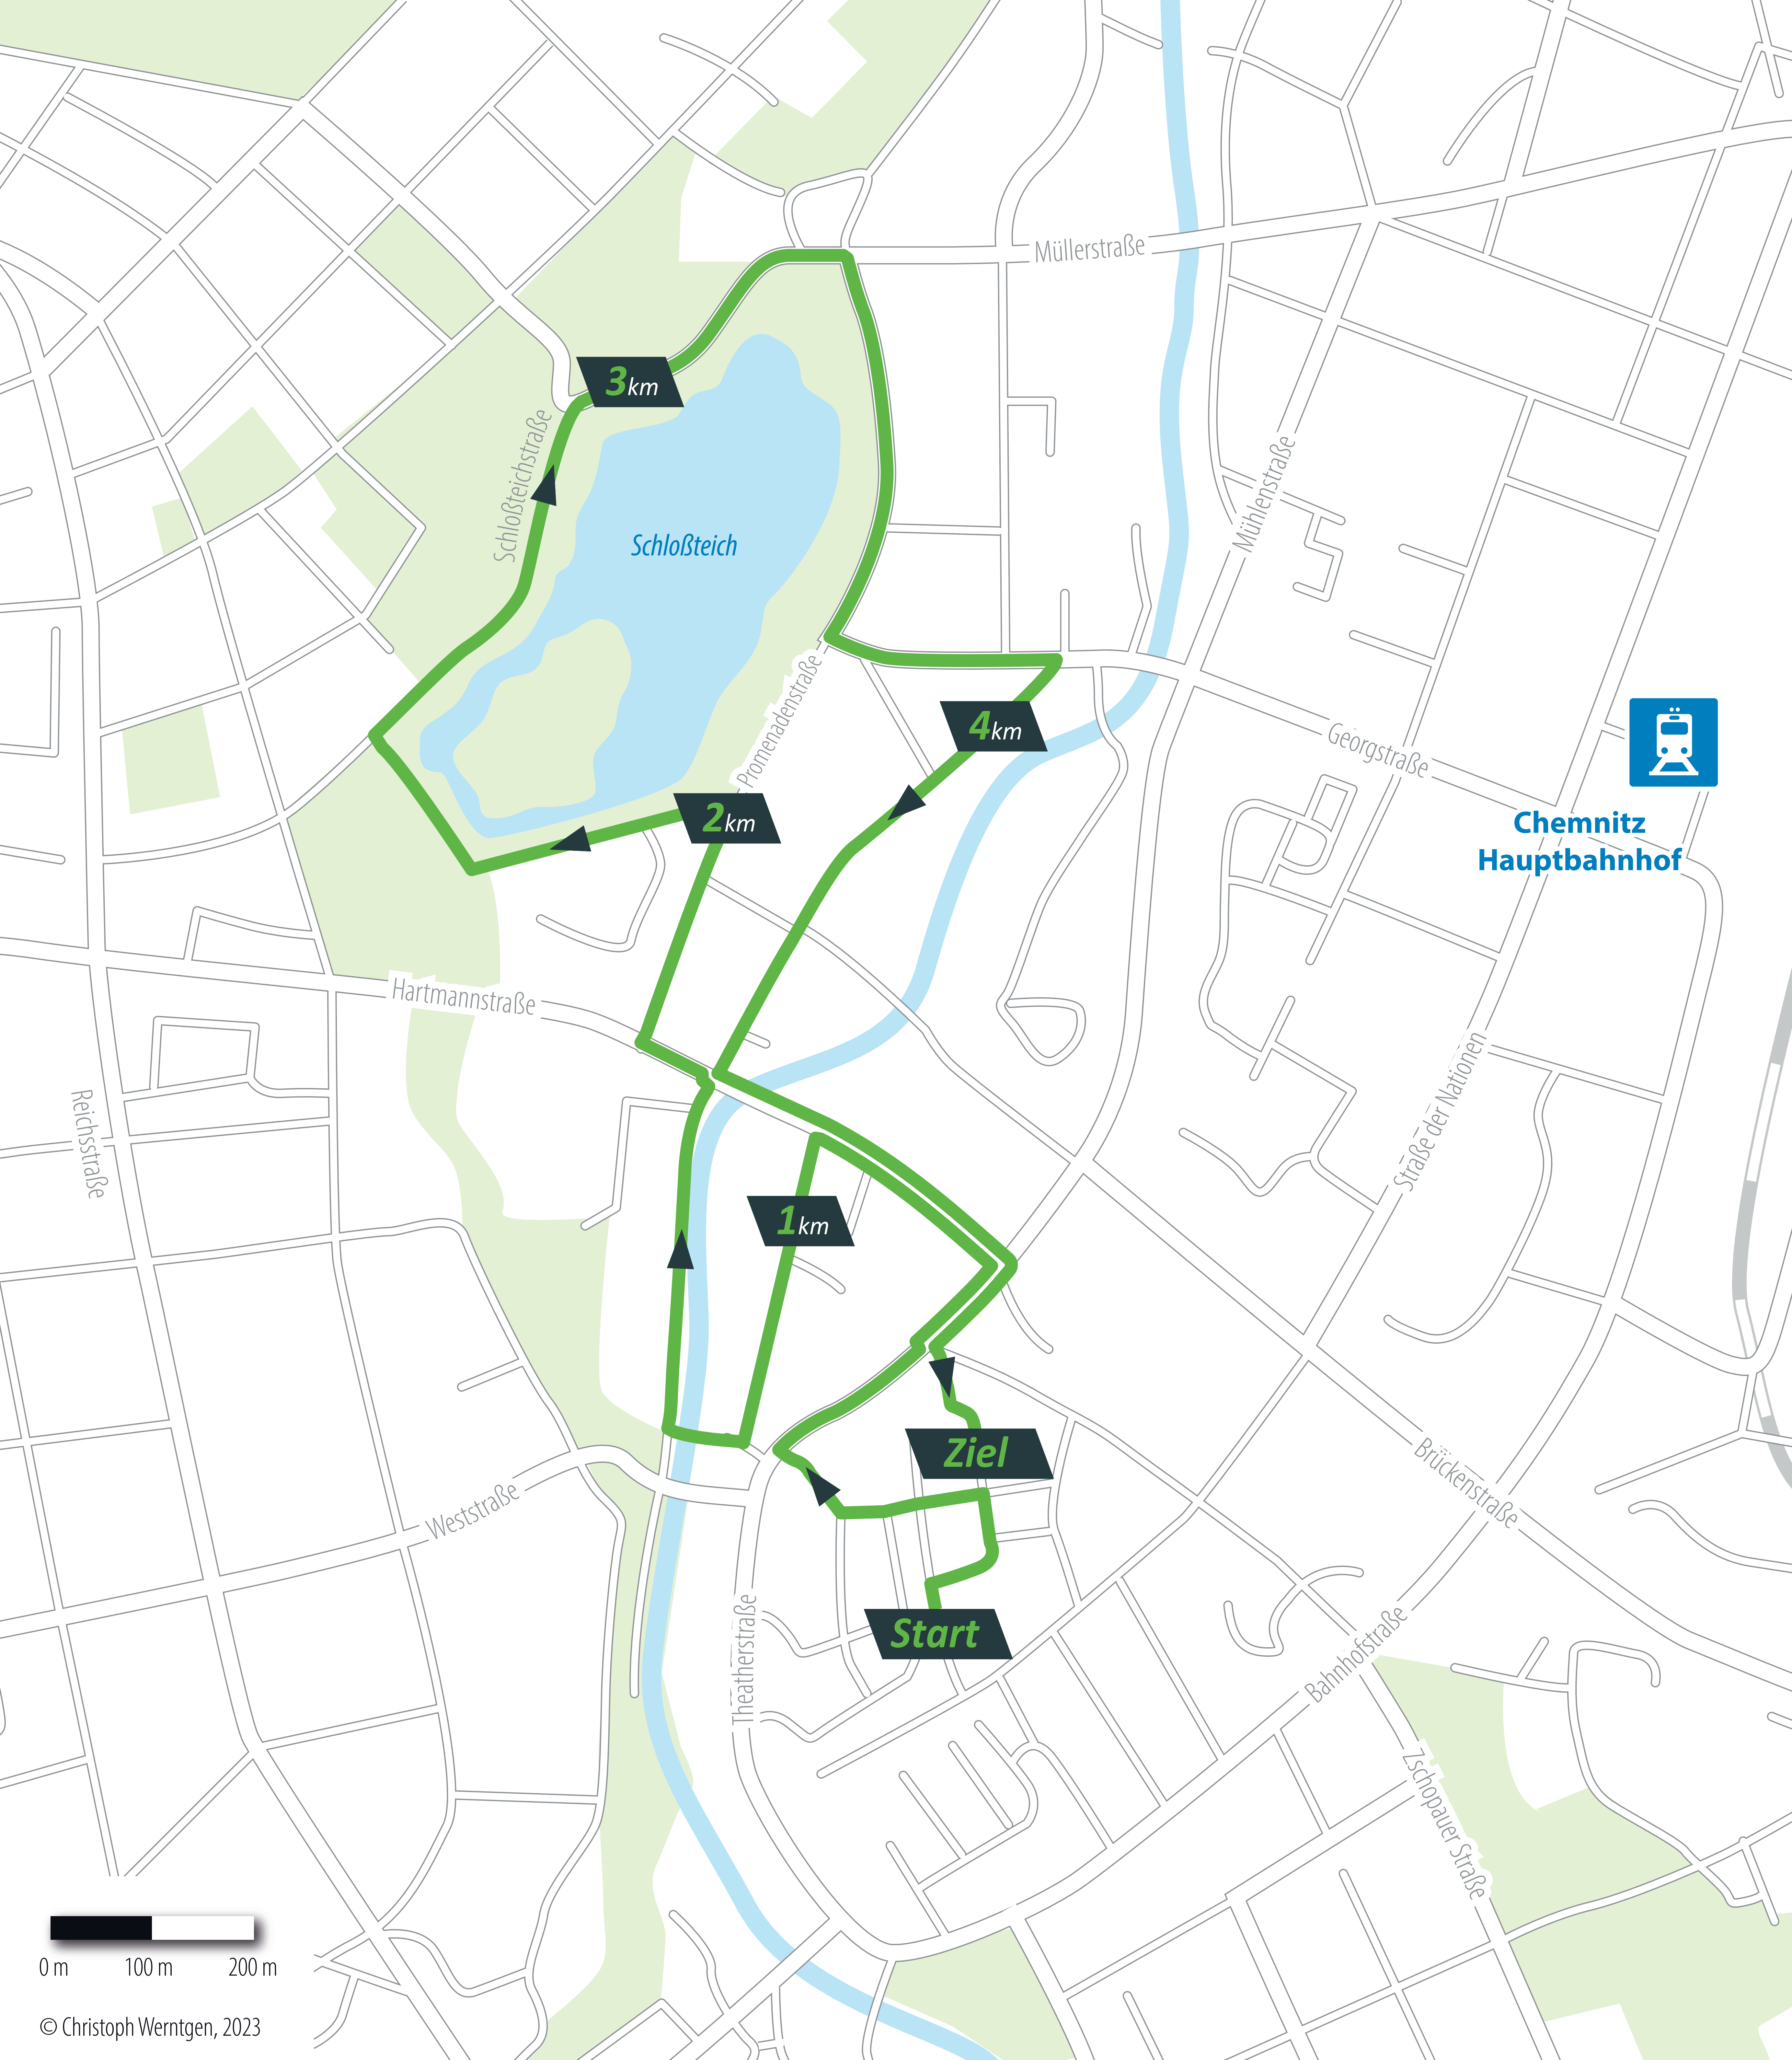 Müllerstraße
3km
Schloßteichstraße
Mühlenstraße
Schloßteich
Promenadenstraße
4km
Georgstraße
2km
Chemnitz
Hauptbahnhof
Hartmannstraße
Reichsstraße
Straße der Nationen
1km
Ziel
Brückenstraße
Weststraße
Start
Theatherstraße
Bahnhofstraße
Zschopauer Straße
0 m 100 m 200 m
© Christoph Werntgen, 2023